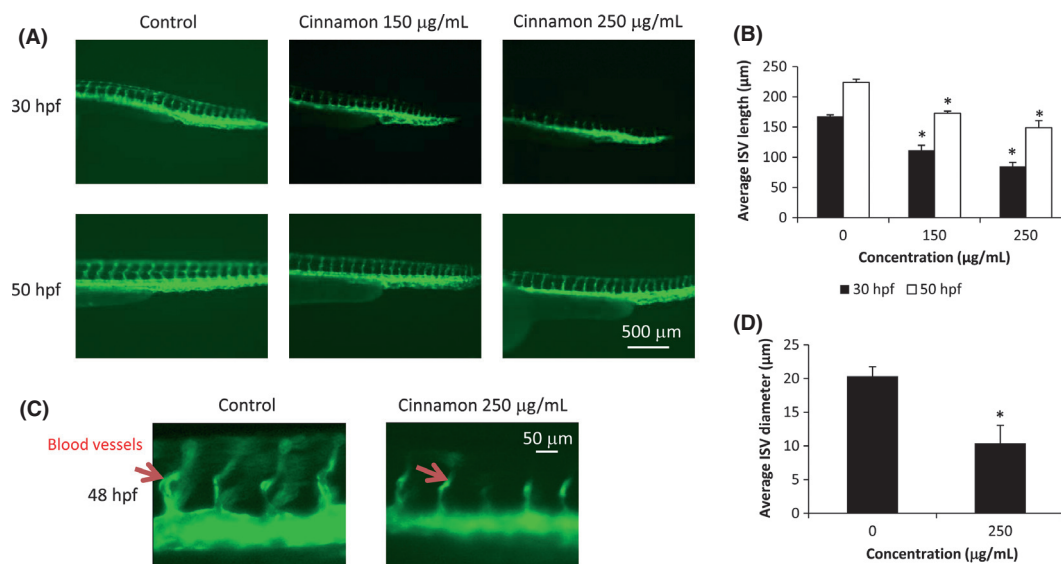 (A)
Control
Cinnamon 150 μg/mL
Cinnamon 250 μg/mL
30 hpf
50 hpf
500 μm
(B)
Average ISV length (μm)
250
200
150
100
50
0
*
*
*
*
0
150
250
Concentration (μg/mL)
30 hpf
50 hpf
(C)
Control
Cinnamon 250 μg/mL
Blood vessels
50 μm
48 hpf
(D)
Average ISV diameter (μm)
25
20
15
10
5
0
*
0
250
Concentration (μg/mL)